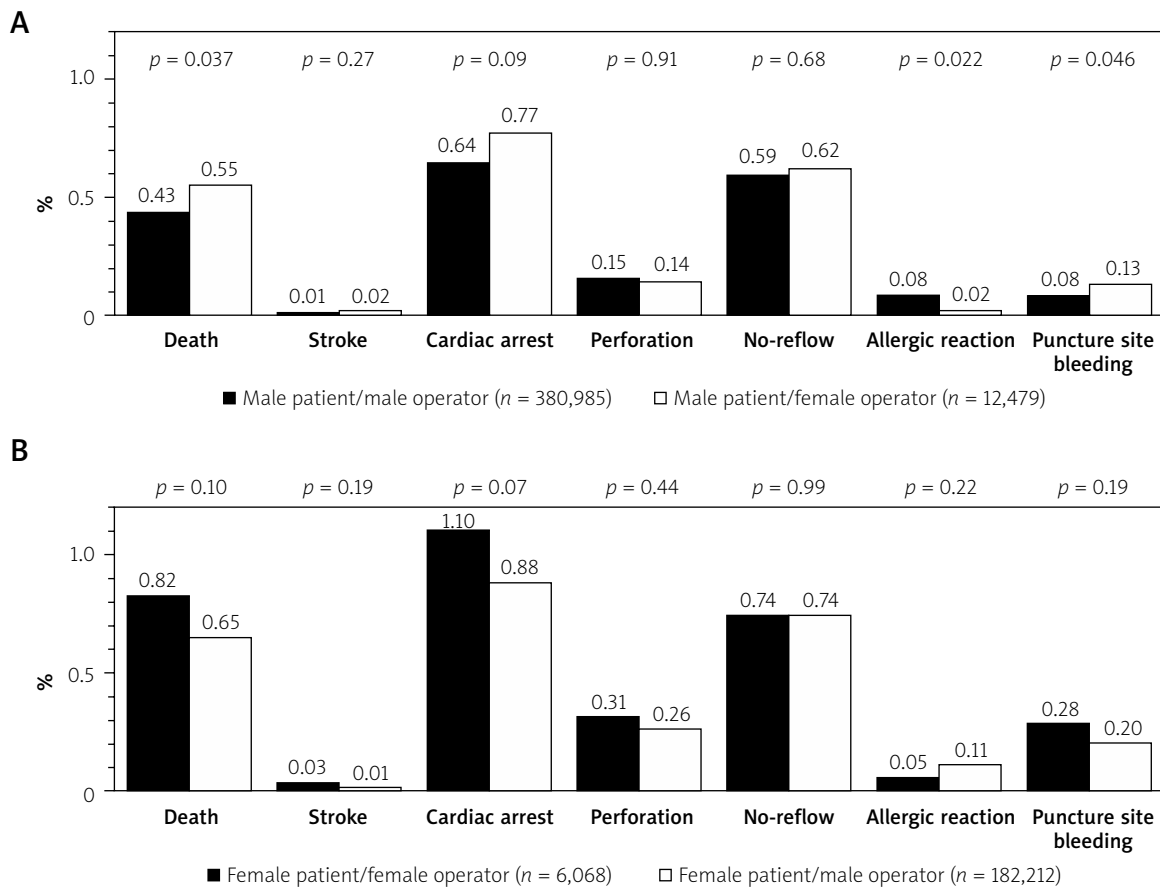 A
p = 0.037 p = 0.27 p = 0.09 p = 0.91 p = 0.68 p = 0.022 p = 0.046
1.0
0.77
0.64
0.59 0.62
0.55
0.5
0.43
%
0.15 0.14
0.13
0.08 0.08
0.01 0.02
0.02
0
Death Stroke Cardiac arrest Perforation No-reflow Allergic reaction Puncture site
bleeding
Male patient/male operator (n = 380,985) Male patient/female operator (n = 12,479)
B
p = 0.10 p = 0.19 p = 0.07 p = 0.44 p = 0.99 p = 0.22 p = 0.19
1.10
1.0
0.88
0.82
0.74 0.74
0.65
0.5
%
0.31 0.26
0.28
0.20
0.11
0.05
0.03 0.01
0
Death Stroke Cardiac arrest Perforation No-reflow Allergic reaction Puncture site
bleeding
Female patient/female operator (n = 6,068) Female patient/male operator (n = 182,212)